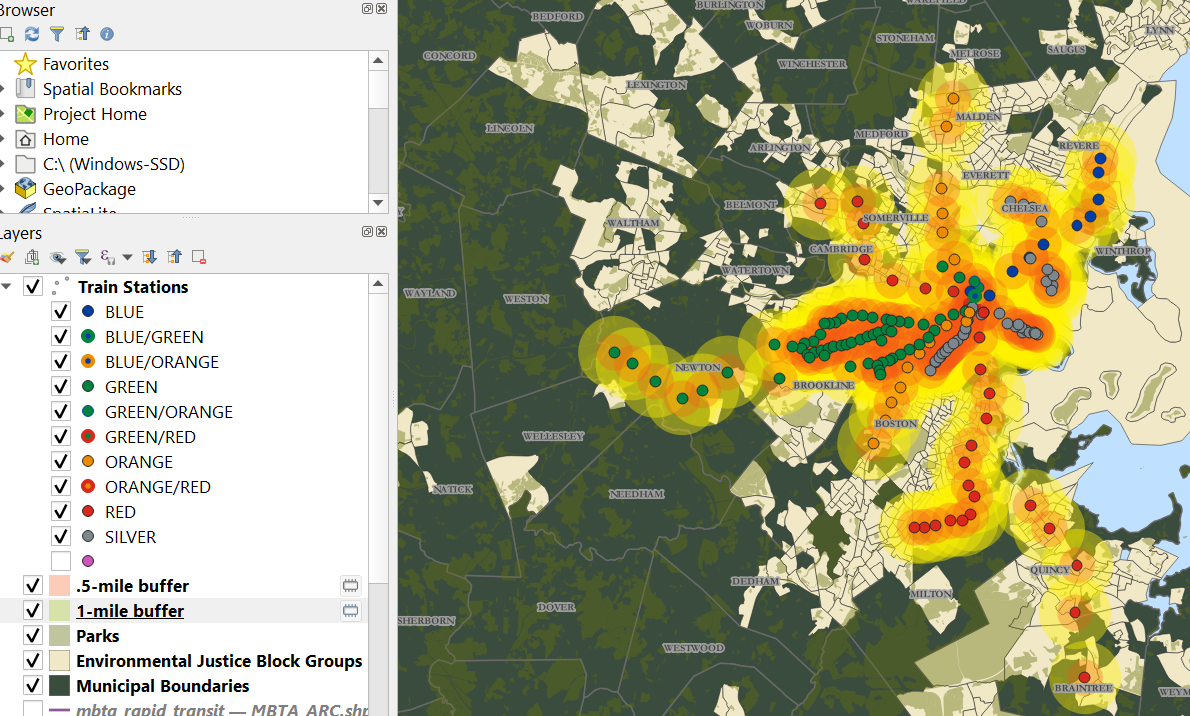 Browser
Favorites
Spatial Bookmarks
Project Home
Home
C:\ (Windows-SSD)
GeoPackage
SpatiaLite
Layers
Train Stations
BLUE
BLUE/GREEN
BLUE/ORANGE
GREEN
GREEN/ORANGE
GREEN/RED
ORANGE
ORANGE/RED
RED
SILVER
.5-mile buffer
1-mile buffer
Parks
Environmental Justice Block Groups
Municipal Boundaries
mbta_rapid_transit — MBTA_ARC.shp
BURLINGTON
WAKEFIELD
BEDFORD
WOBURN
LYNN
STONEHAM
SAUGUS
CONCORD
MELROSE
WINCHESTER
LEXINGTON
MALDEN
LINCOLN
MEDFORD
ARLINGTON
REVERE
EVERETT
BELMONT
CHELSEA
SOMERVILLE
WALTHAM
CAMBRIDGE
WINTHROP
WATERTOWN
WAYLAND
WESTON
NEWTON
BROOKLINE
BOSTON
WELLESLEY
NATICK
NEEDHAM
QUINCY
DEDHAM
MILTON
DOVER
SHERBORN
WESTWOOD
BRAINTREE
WEYM